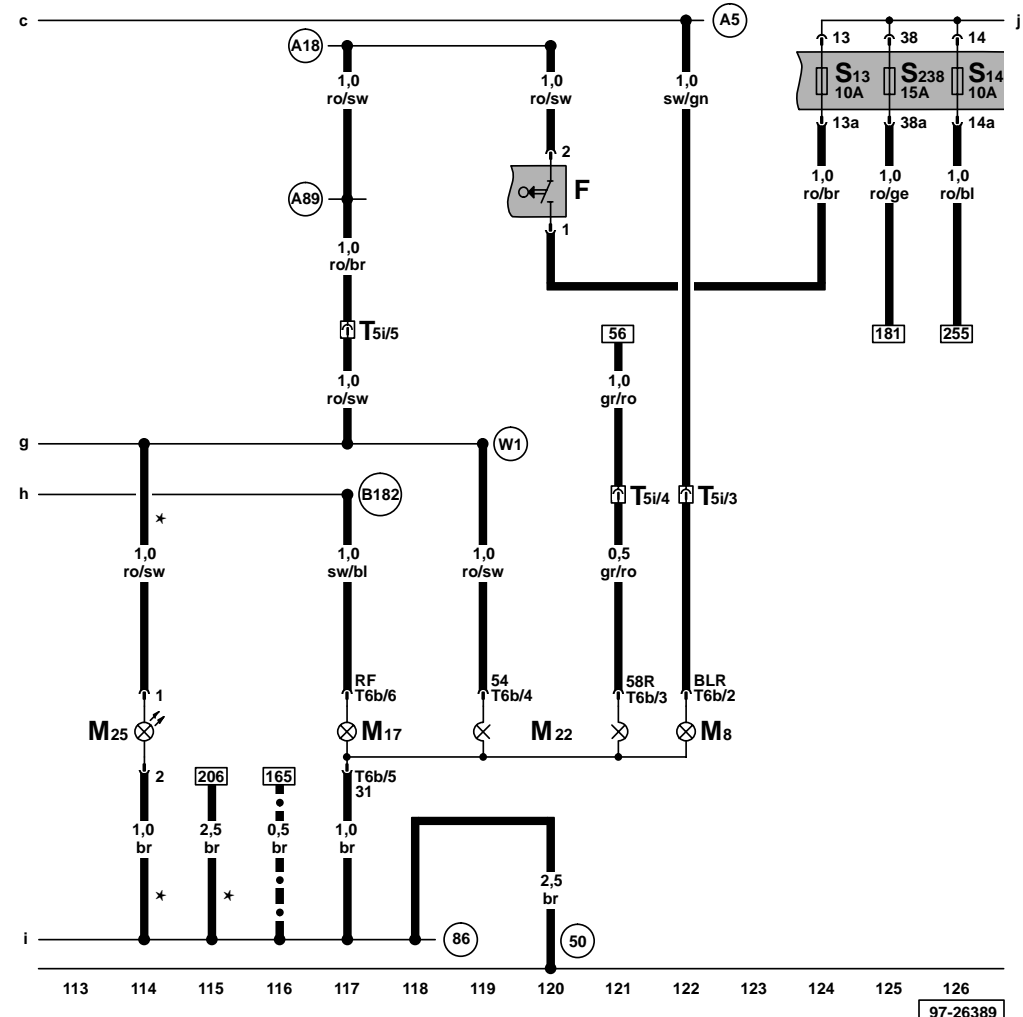 c A5 j
A18 13 38 14
S13 S238 S14
10A 15A 10A
1,0 1,0 1,0
ro/sw ro/sw sw/gn
13a 38a 14a
2
F
1,0 1,0 1,0
ro/br ro/ge ro/bl
A89
1
1,0
ro/br
T5i/5 56 181 255
1,0 1,0
ro/sw gr/ro
g W1
h B182 T5i/4 T5i/3
1,0 1,0 1,0 0,5
ro/sw sw/bl ro/sw gr/ro
RF 54 58R BLR
1 T6b/6 T6b/4 T6b/3 T6b/2
M25 M17 M22 M8
2 206 165 T6b/5
31
1,0 2,5 0,5 1,0
br br br br
2,5
br
i 86 50
113 114 115 116 117 118 119 120 121 122 123 124 125 126
97-26389